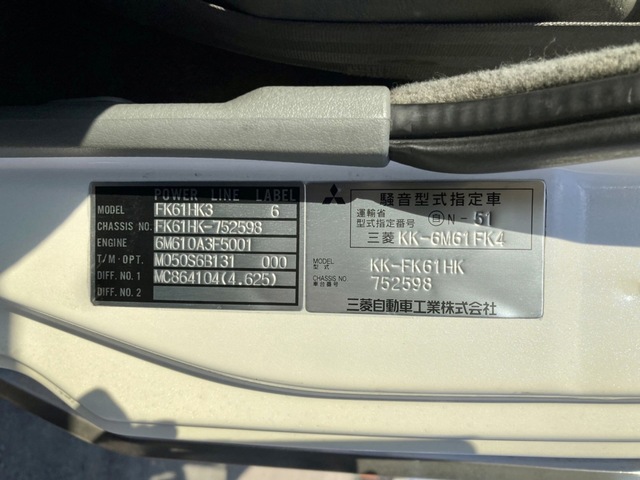 POWER LINE LABEL
MODEL FK61HK3 6
CHASSIS NO. FK61HK-752598
ENGINE 6M610A3F5001
T/M·OPT. M050S6B131 000
DIFF. NO. 1 MC864104(4.625)
DIFF. NO. 2
騒音型式指定車
運輸省
型式指定番号 N-51
三菱 KK-6M61FK4
MODEL
型式 KK-FK61HK
CHASSIS NO.
車台番号 752598
三菱自動車工業株式会社